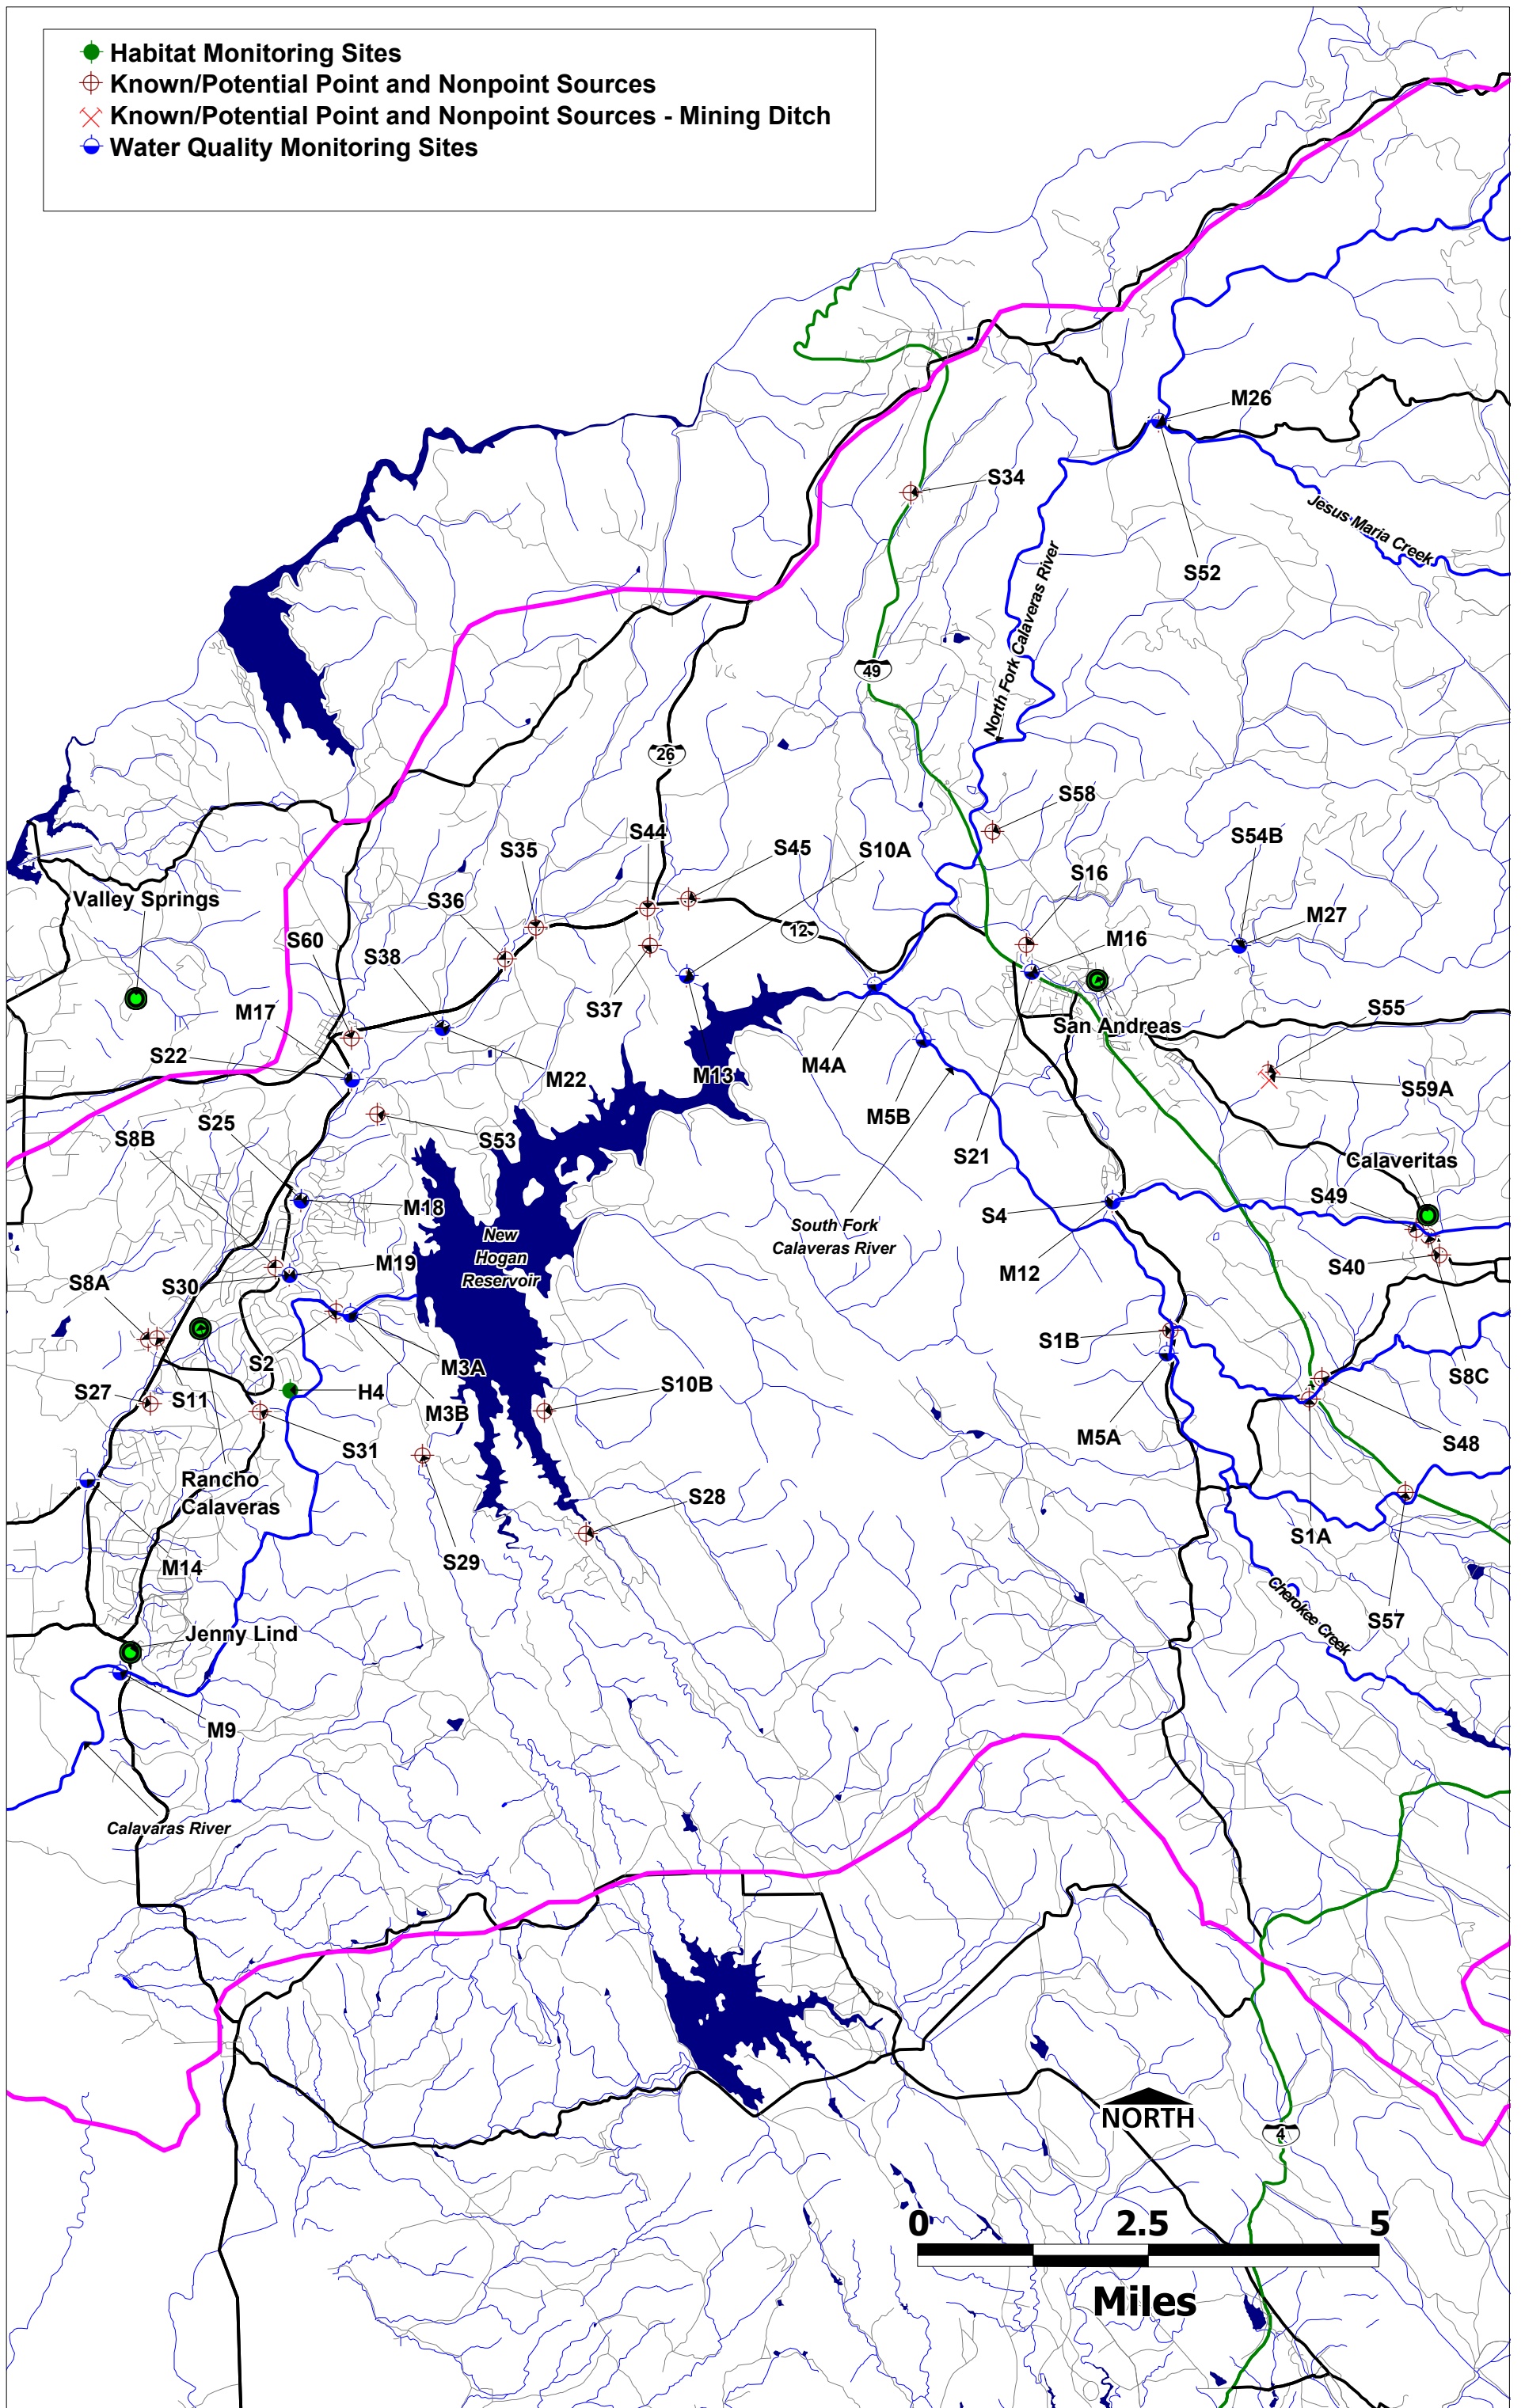 Habitat Monitoring Sites
Known/Potential Point and Nonpoint Sources
Known/Potential Point and Nonpoint Sources - Mining Ditch
Water Quality Monitoring Sites
M26
S34
Jesus Maria Creek
S52
North Fork Calaveras River
49
26
S58
S44
S54B
S35
S45
S10A
S16
Valley Springs
S36
M27
12
S60
S38
M16
S37
M17
S55
San Andreas
S22
M4A
M13
M22
S59A
M5B
S25
S8B
S53
S21
Calaveritas
S49
M18
S4
South Fork
Calaveras River
New
Hogan
Reservoir
M19
S40
M12
S8A
S30
S1B
S2
M3A
S8C
S10B
H4
S27
S11
M3B
M5A
S48
S31
Rancho
Calaveras
S28
S1A
S29
M14
Cherokee Creek
S57
Jenny Lind
M9
Calavaras River
NORTH
4
0 2.5 5
Miles